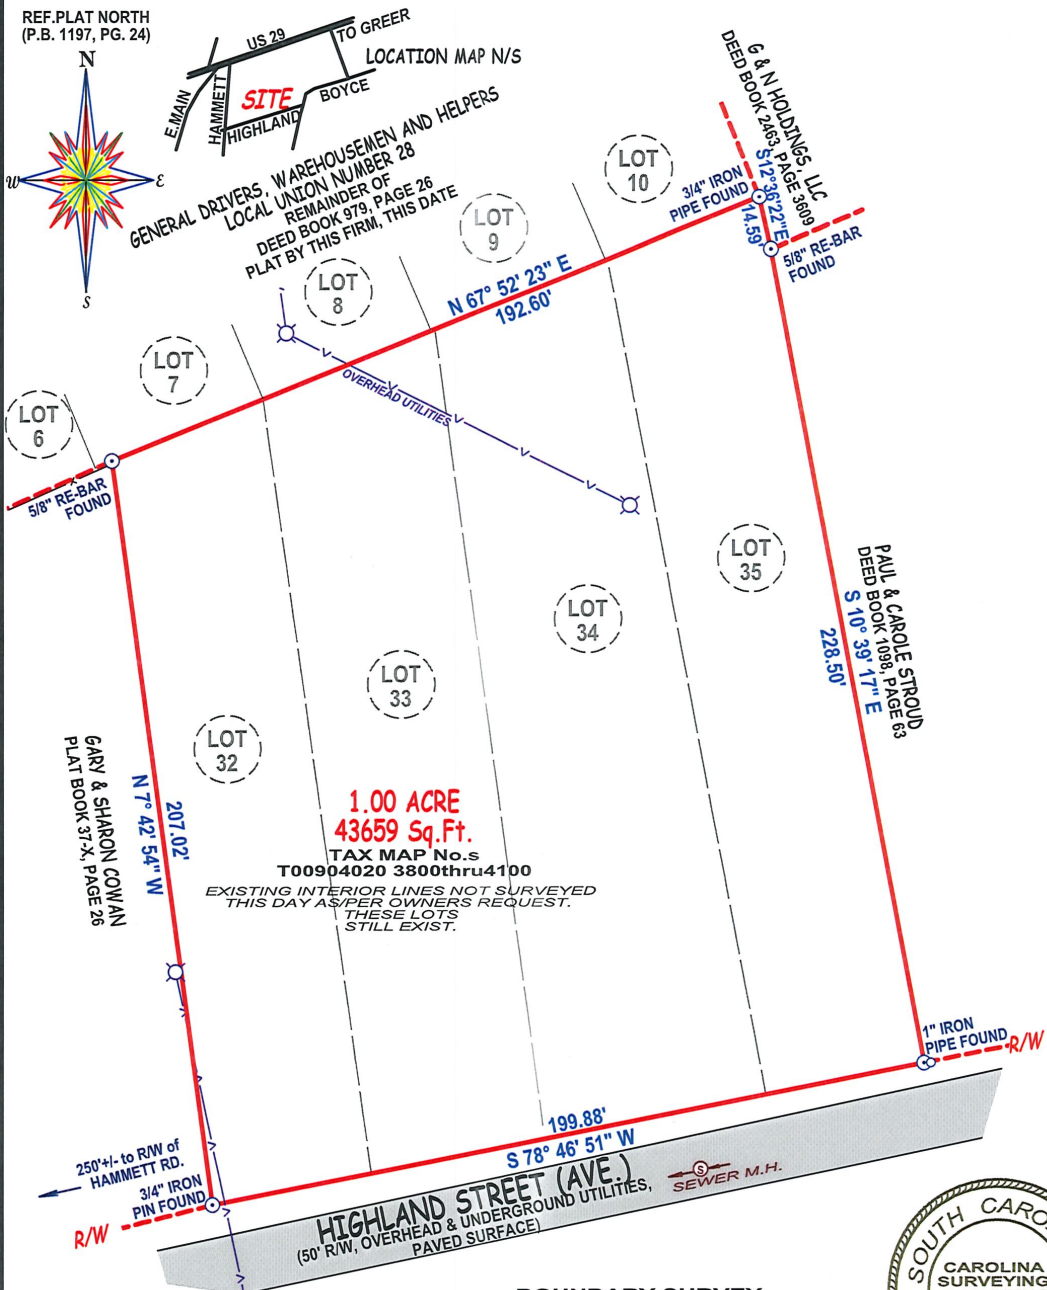 REF.PLAT NORTH
(P.B. 1197, PG. 24)
N
W
E
S
US 29
TO GREER
LOCATION MAP N/S
E.MAIN
HAMMETT
SITE
HIGHLAND
BOYCE
GENERAL DRIVERS, WAREHOUSEMEN AND HELPERS
LOCAL UNION NUMBER 28
REMAINDER OF
DEED BOOK 979, PAGE 26
PLAT BY THIS FIRM, THIS DATE
G & N HOLDINGS, LLC
DEED BOOK 2463, PAGE 3609
S12°36'22"E
14.59'
3/4" IRON
PIPE FOUND
5/8" RE-BAR
FOUND
LOT
10
LOT
9
LOT
8
LOT
7
LOT
6
N 67° 52' 23" E
192.60'
OVERHEAD UTILITIES
5/8" RE-BAR
FOUND
LOT
35
LOT
34
LOT
33
LOT
32
PAUL & CAROLE STROUD
DEED BOOK 1098, PAGE 63
S 10° 39' 17" E
228.50'
GARY & SHARON COWAN
PLAT BOOK 37-X, PAGE 26
N 7° 42' 54" W
207.02'
1.00 ACRE
43659 Sq.Ft.
TAX MAP No.s
T00904020 3800thru4100
EXISTING INTERIOR LINES NOT SURVEYED
THIS DAY AS/PER OWNERS REQUEST.
THESE LOTS
STILL EXIST.
1" IRON
PIPE FOUND
R/W
199.88'
S 78° 46' 51" W
250'+/- to R/W of
HAMMETT RD.
3/4" IRON
PIN FOUND
R/W
HIGHLAND STREET (AVE.)
(50' R/W, OVERHEAD & UNDERGROUND UTILITIES,
PAVED SURFACE)
S
SEWER M.H.
SOUTH CARO
CAROLINA
SURVEYING
BOUNDARY SURVEY